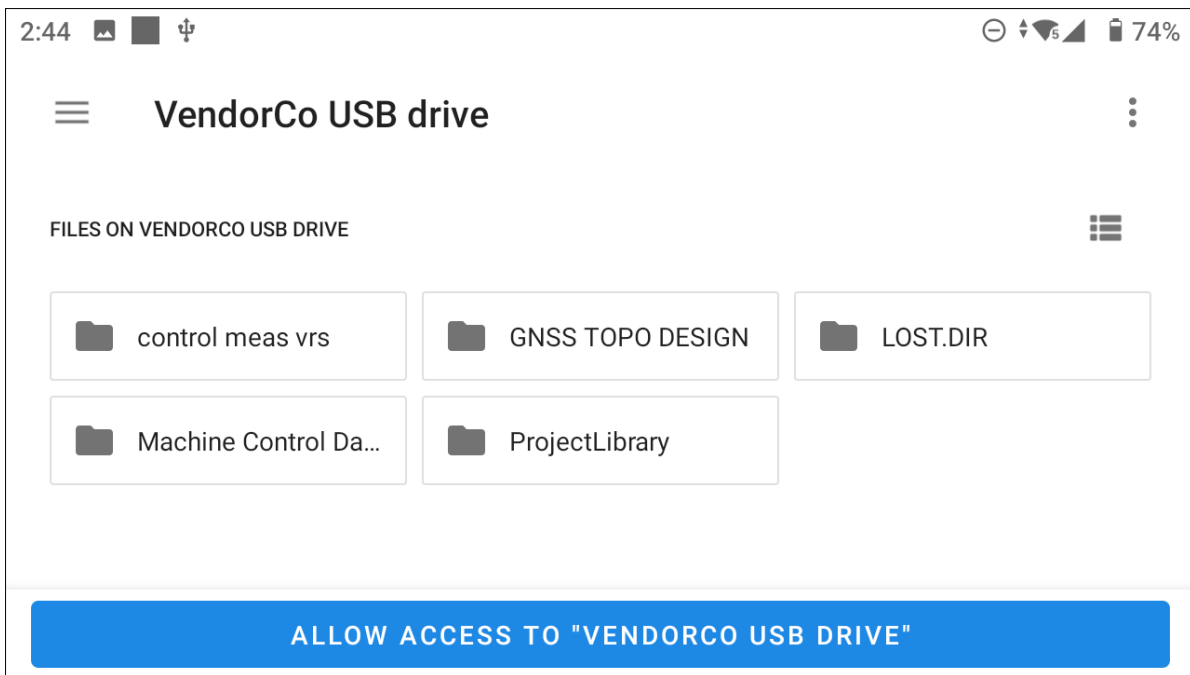 2:44 5 74%
VendorCo USB drive
FILES ON VENDORCO USB DRIVE
control meas vrs GNSS TOPO DESIGN LOST.DIR
Machine Control Da... ProjectLibrary
ALLOW ACCESS TO "VENDORCO USB DRIVE"